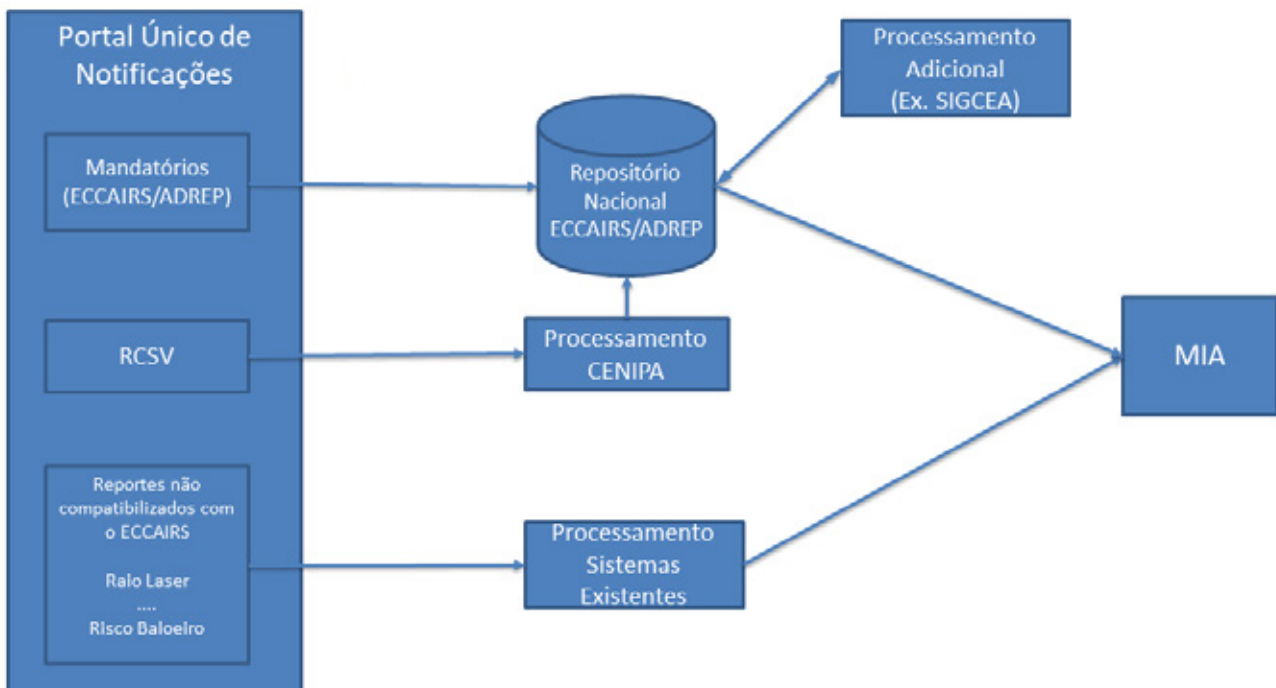 Portal Único de
Notificações
Mandatórios
(ECCAIRS/ADREP)
RCSV
Reportes não
compatibilizados com
o ECCAIRS
Raio Laser
....
Risco Baloeiro
Repositório
Nacional
ECCAIRS/ADREP
Processamento
CENIPA
Processamento
Sistemas
Existentes
Processamento
Adicional
(Ex. SIGCEA)
MIA